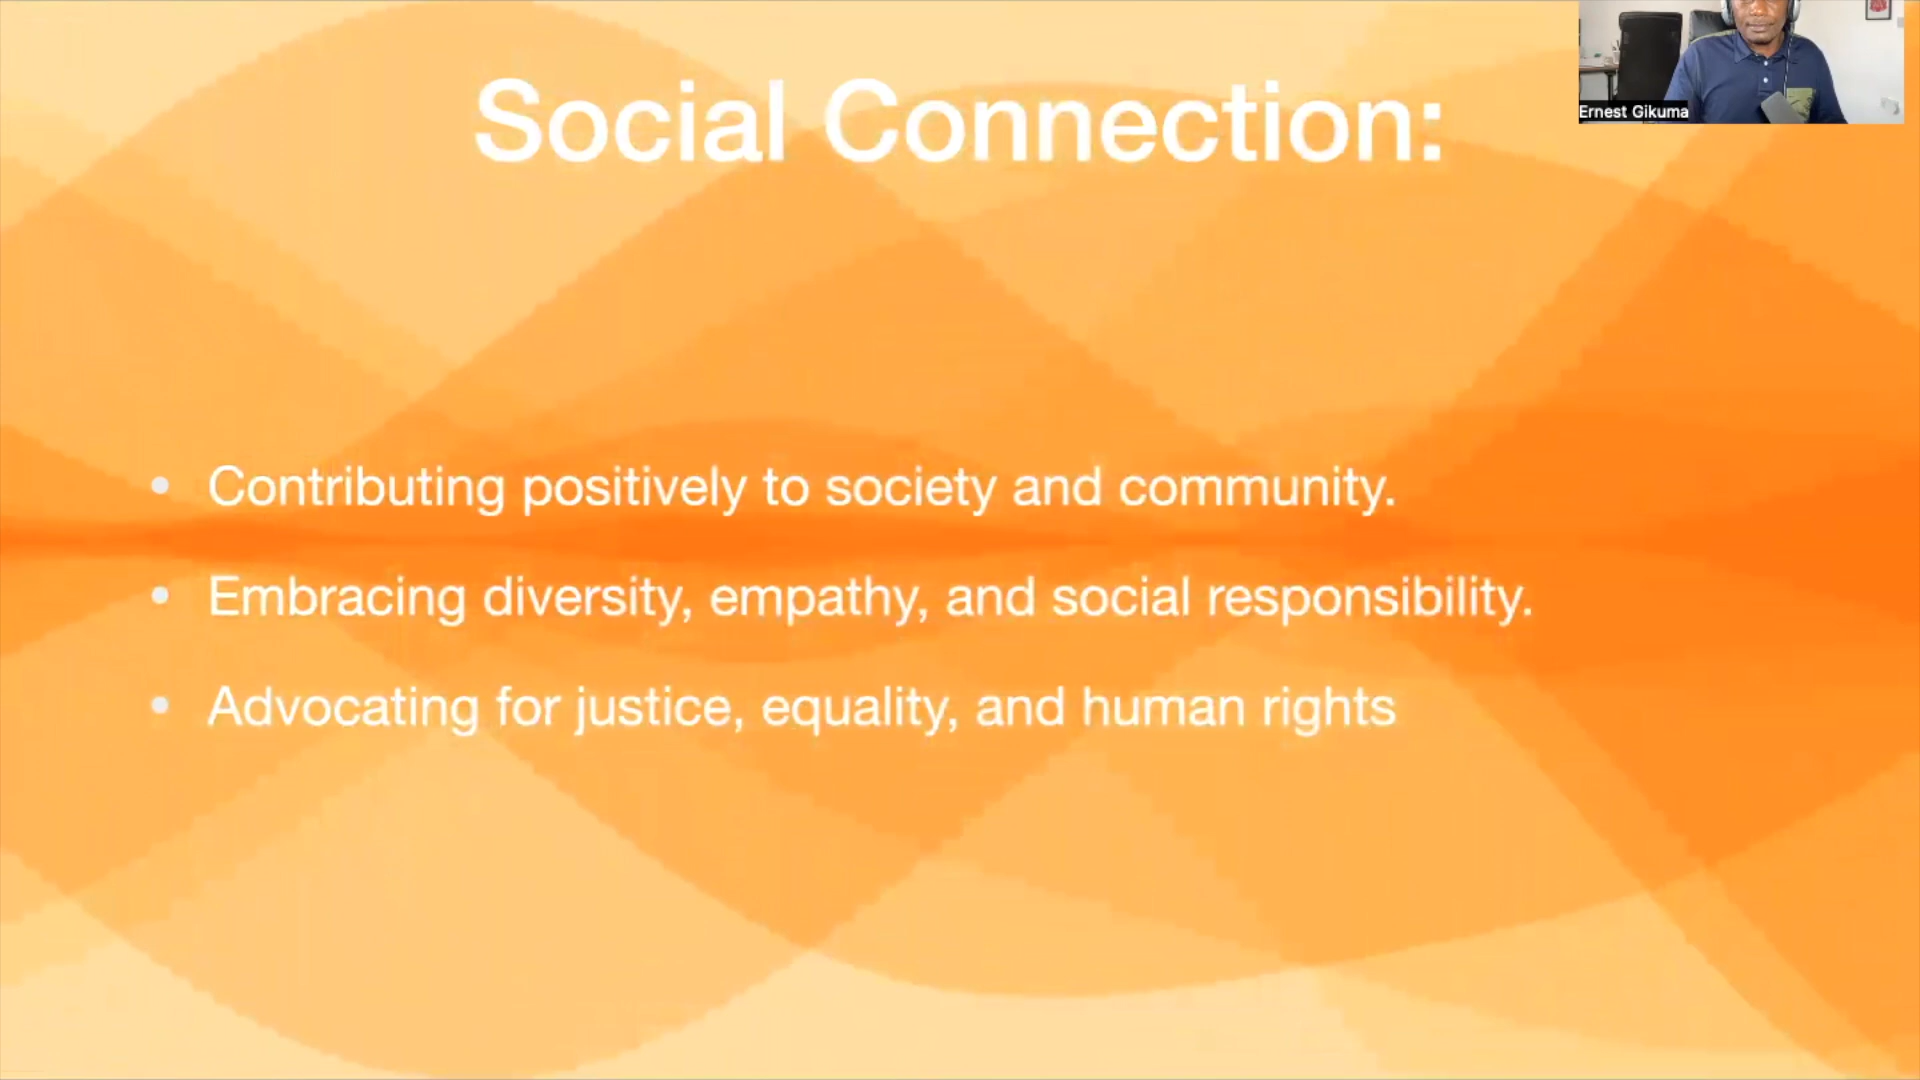 Social Connection:
Ernest Gikuma
• Contributing positively to society and community.
• Embracing diversity, empathy, and social responsibility.
• Advocating for justice, equality, and human rights